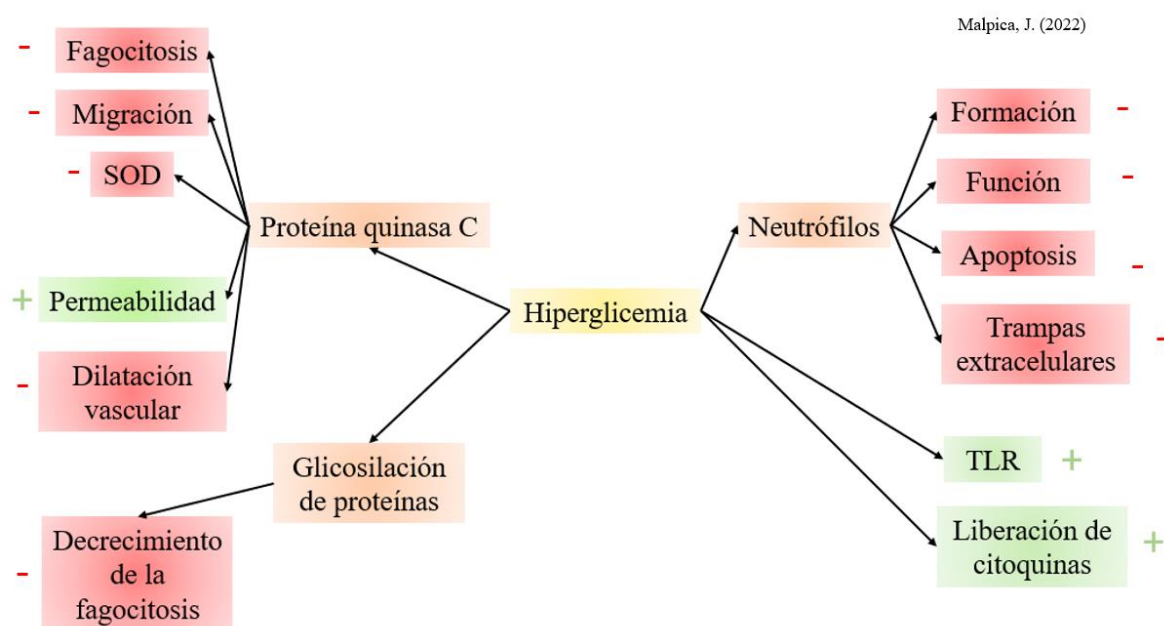 Malpica, J. (2022)
-
Fagocitosis
-
Migración
-
SOD
Proteína quinasa C
+
Permeabilidad
-
Dilatación
vascular
Glicosilación
de proteínas
-
Decrecimiento
de la
fagocitosis
Hiperglicemia
Neutrófilos
Formación
-
Función
-
Apoptosis
-
Trampas
extracelulares
-
TLR
+
Liberación de
citoquinas
+